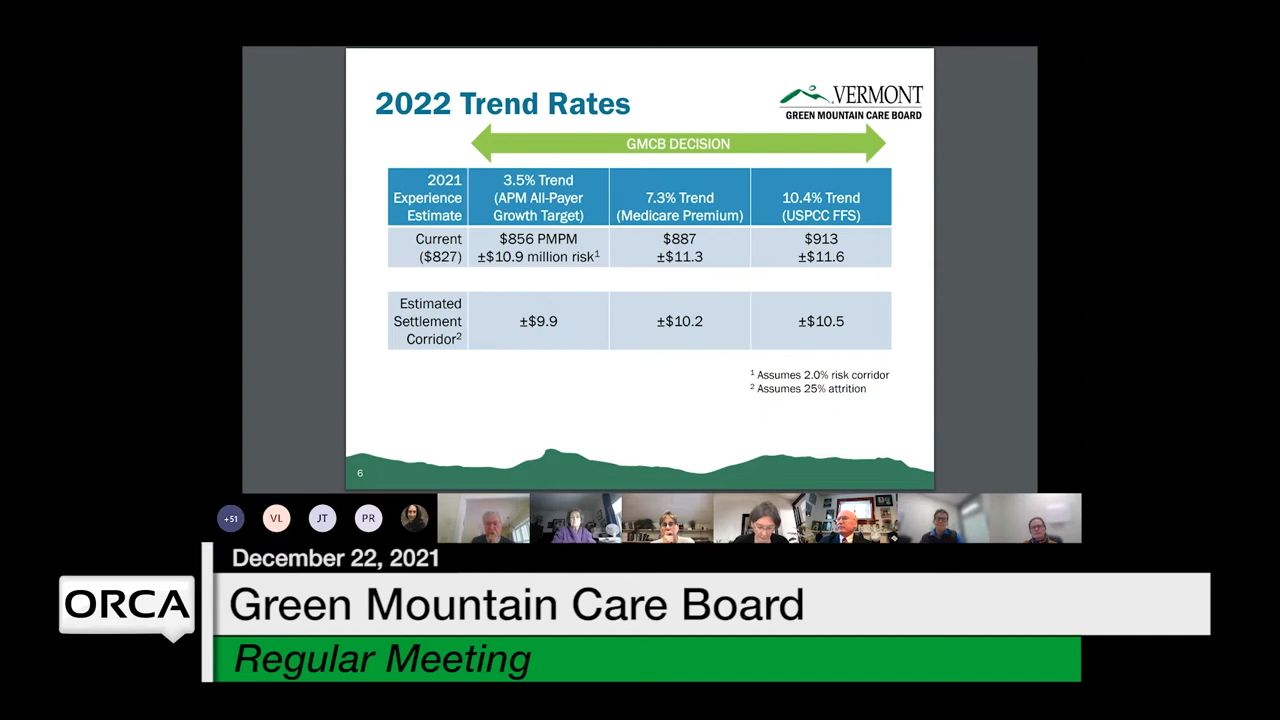 2022 Trend Rates
VERMONT
GREEN MOUNTAIN CARE BOARD
GMCB DECISION
2021
Experience
Estimate
3.5% Trend
(APM All-Payer
Growth Target)
7.3% Trend
(Medicare Premium)
10.4% Trend
(USPCC FFS)
Current
($827)
$856 PMPM
±$10.9 million risk¹
$887
±$11.3
$913
±$11.6
Estimated
Settlement
Corridor²
±$9.9
±$10.2
±$10.5
¹ Assumes 2.0% risk corridor
² Assumes 25% attrition
6
+51
VL
JT
PR
December 22, 2021
ORCA
Green Mountain Care Board
Regular Meeting